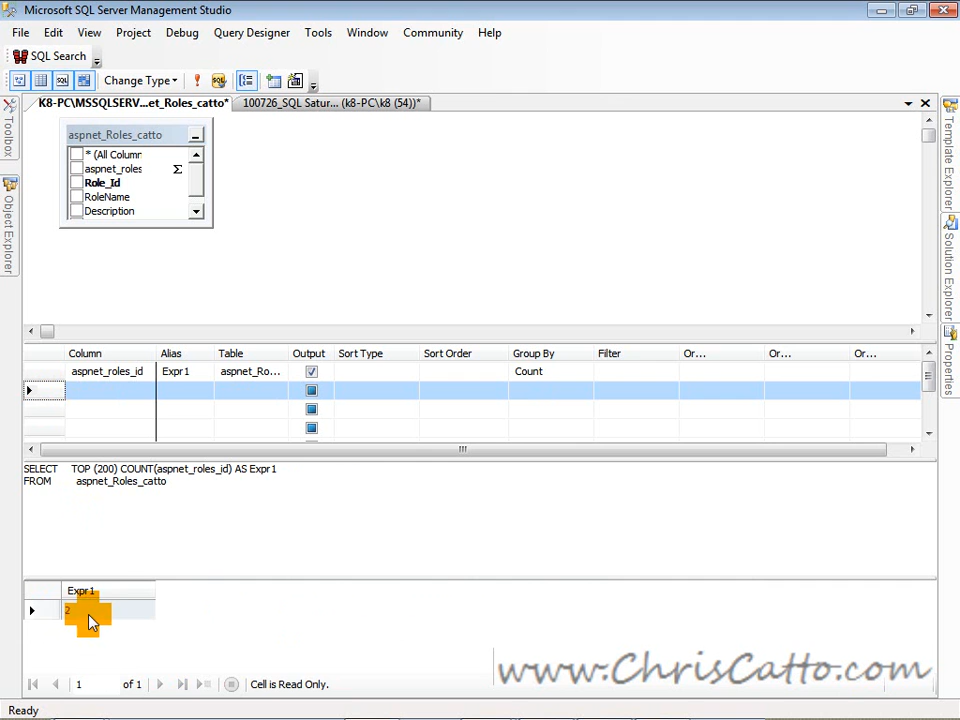 Microsoft SQL Server Management Studio
File Edit View Project Debug Query Designer Tools Window Community Help
SQL Search
SQL Change Type SQL
K8-PC\MSSQLSERV...et_Roles_catto* 100726_SQL Satur... (k8-PC\k8 (54))*
Toolbox
Object Explorer
aspnet_Roles_catto
* (All Column
aspnet_roles Σ
Role_Id
RoleName
Description
Template Explorer
Solution Explorer
Properties
Column Alias Table Output Sort Type Sort Order Group By Filter Or... Or... Or...
aspnet_roles_id Expr1 aspnet_Ro... Count
SELECT TOP (200) COUNT(aspnet_roles_id) AS Expr1
FROM aspnet_Roles_catto
Expr1
2
1 of 1 Cell is Read Only.
www.ChrisCatto.com
Ready